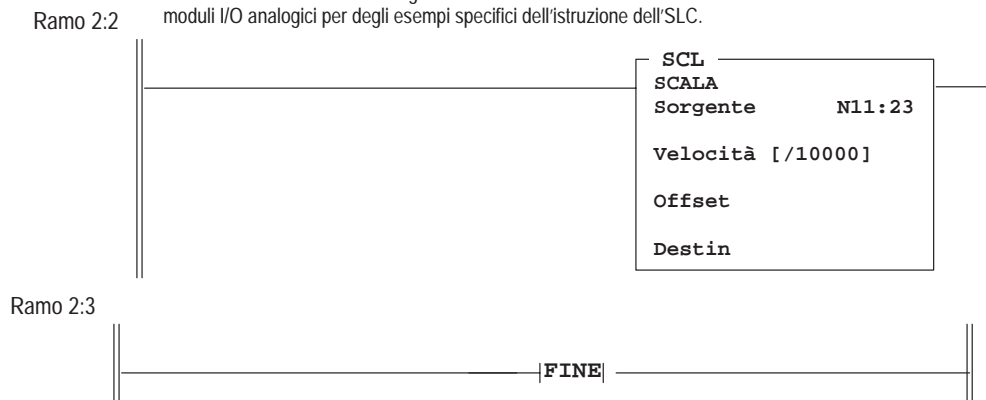 moduli I/O analogici per degli esempi specifici dell'istruzione dell'SLC.
Ramo 2:2
SCL
SCALA
Sorgente N11:23
Velocità [/10000]
Offset
Destin
Ramo 2:3
FINE